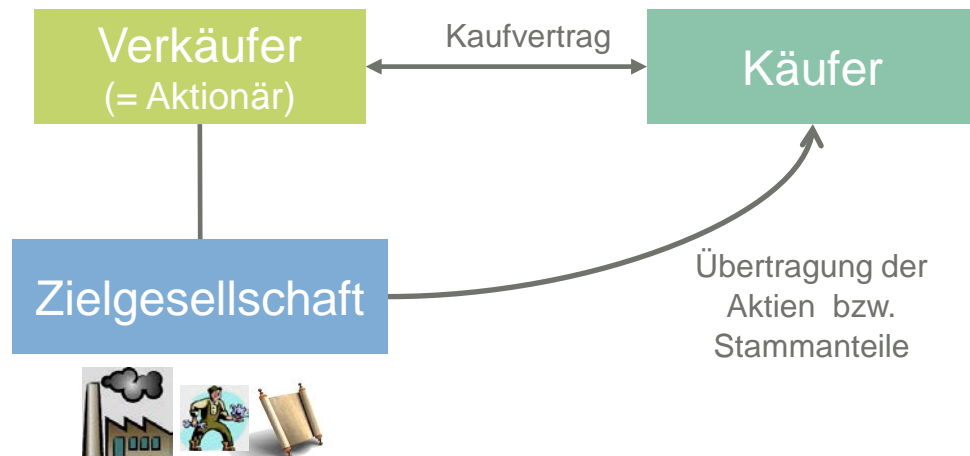 Verkäufer
(= Aktionär)
Kaufvertrag
Käufer
Zielgesellschaft
Übertragung der
Aktien bzw.
Stammanteile